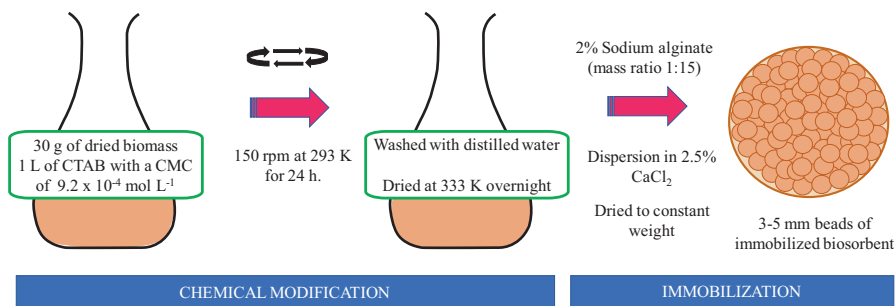 30 g of dried biomass
1 L of CTAB with a CMC
of 9.2 x 10⁻⁴ mol L⁻¹
150 rpm at 293 K
for 24 h.
Washed with distilled water
Dried at 333 K overnight
2% Sodium alginate
(mass ratio 1:15)
Dispersion in 2.5%
CaCl₂
Dried to constant
weight
3-5 mm beads of
immobilized biosorbent
CHEMICAL MODIFICATION
IMMOBILIZATION